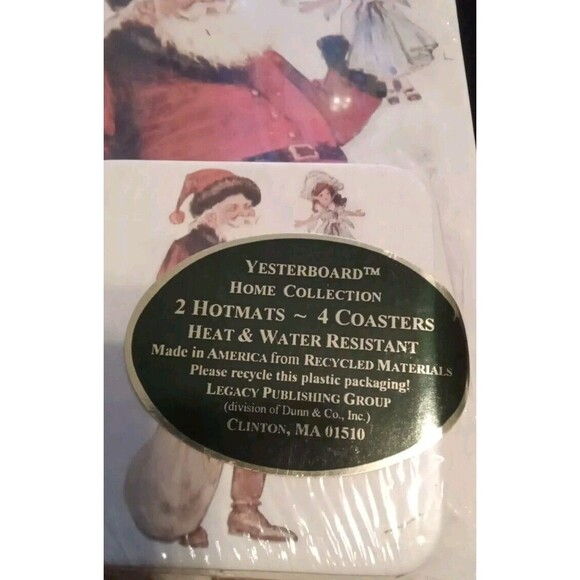 YESTERBOARD™
HOME COLLECTION
2 HOTMATS ~ 4 COASTERS
HEAT & WATER RESISTANT
Made in AMERICA from RECYCLED MATERIALS
Please recycle this plastic packaging!
LEGACY PUBLISHING GROUP
(division of Dunn & Co., Inc.)
CLINTON, MA 01510